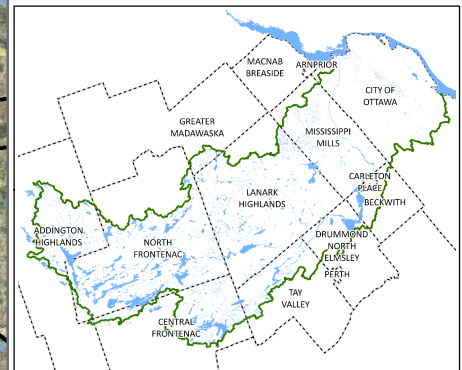 MACNAB
BREASIDE
ARNPRIOR
CITY OF
OTTAWA
GREATER
MADAWASKA
MISSISSIPPI
MILLS
CARLETON
PLACE
BECKWITH
LANARK
HIGHLANDS
ADDINGTON
HIGHLANDS
NORTH
FRONTENAC
DRUMMOND
NORTH
ELMSLEY
PERTH
TAY
VALLEY
CENTRAL
FRONTENAC